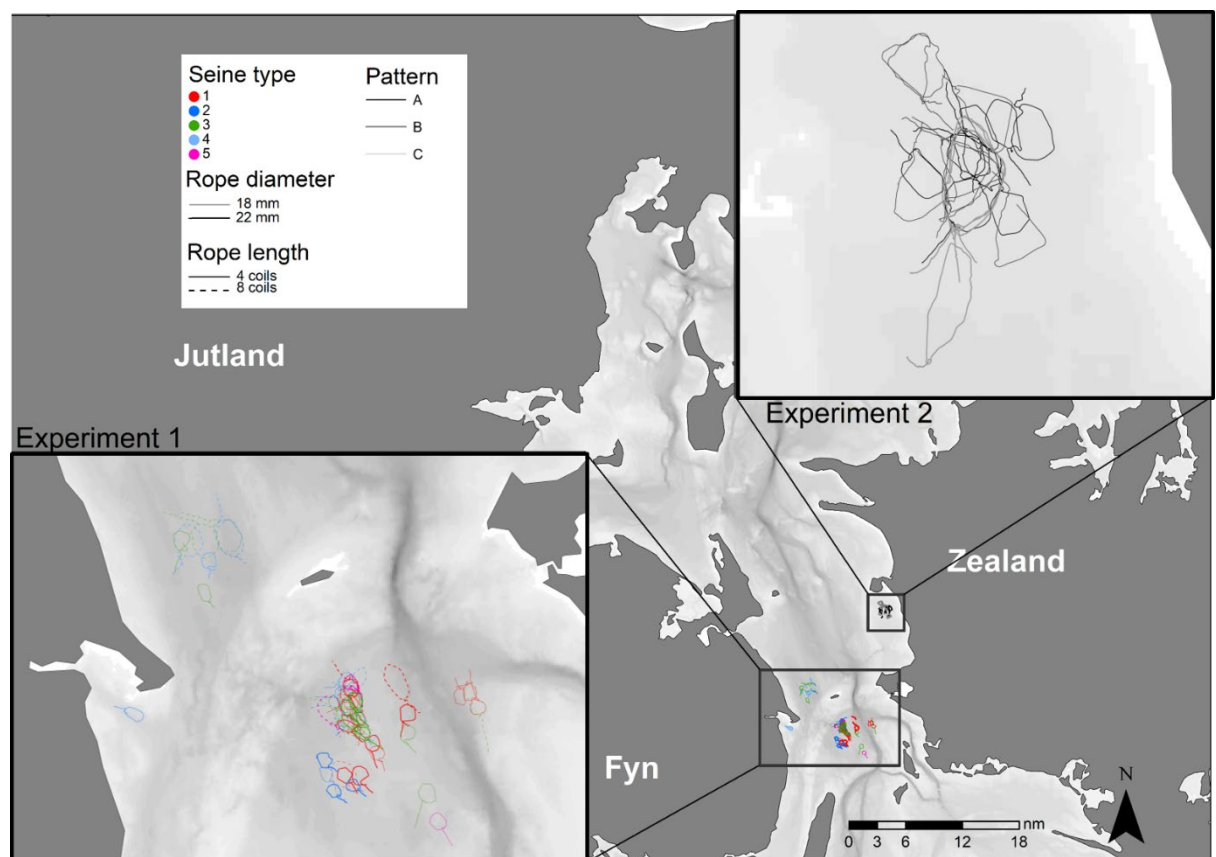 Seine type
1
2
3
4
5
Rope diameter
18 mm
22 mm
Rope length
4 coils
8 coils
Pattern
A
B
C
Jutland
Experiment 2
Experiment 1
Zealand
Fyn
N
nm
0 3 6 12 18